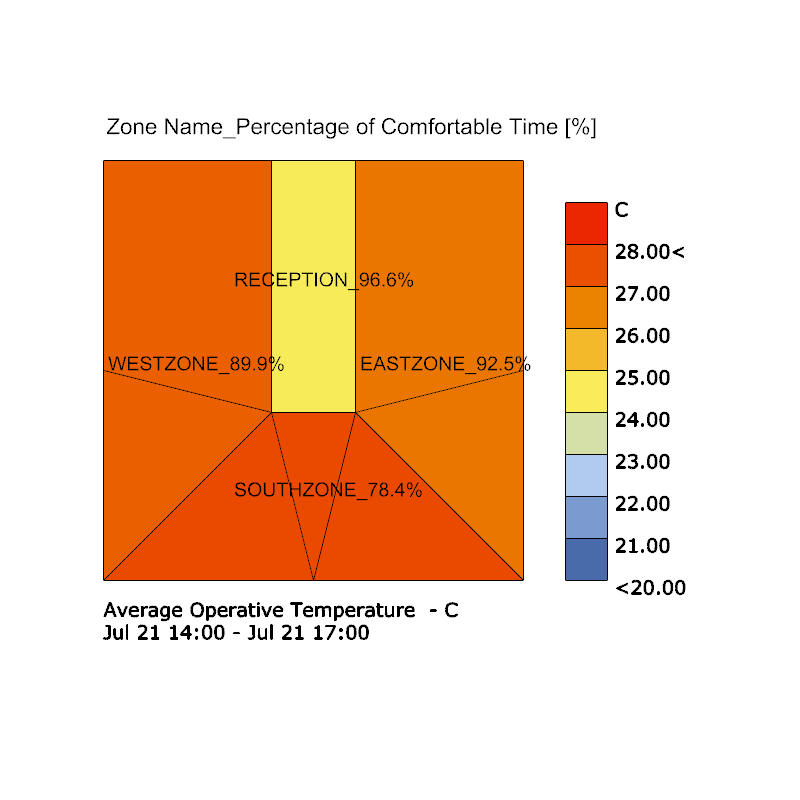 Zone Name_Percentage of Comfortable Time [%]
RECEPTION_96.6%
WESTZONE_89.9%
EASTZONE_92.5%
SOUTHZONE_78.4%
C
28.00<
27.00
26.00
25.00
24.00
23.00
22.00
21.00
<20.00
Average Operative Temperature - C
Jul 21 14:00 - Jul 21 17:00